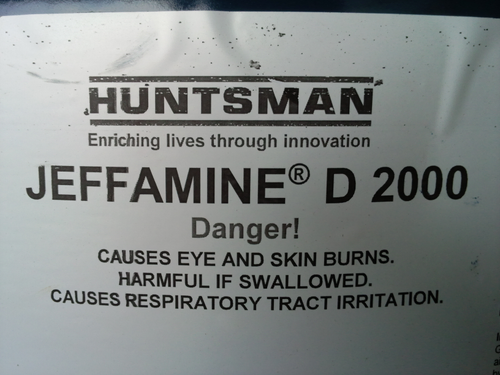 HUNTSMAN
Enriching lives through innovation
JEFFAMINE® D 2000
Danger!
CAUSES EYE AND SKIN BURNS.
HARMFUL IF SWALLOWED.
CAUSES RESPIRATORY TRACT IRRITATION.